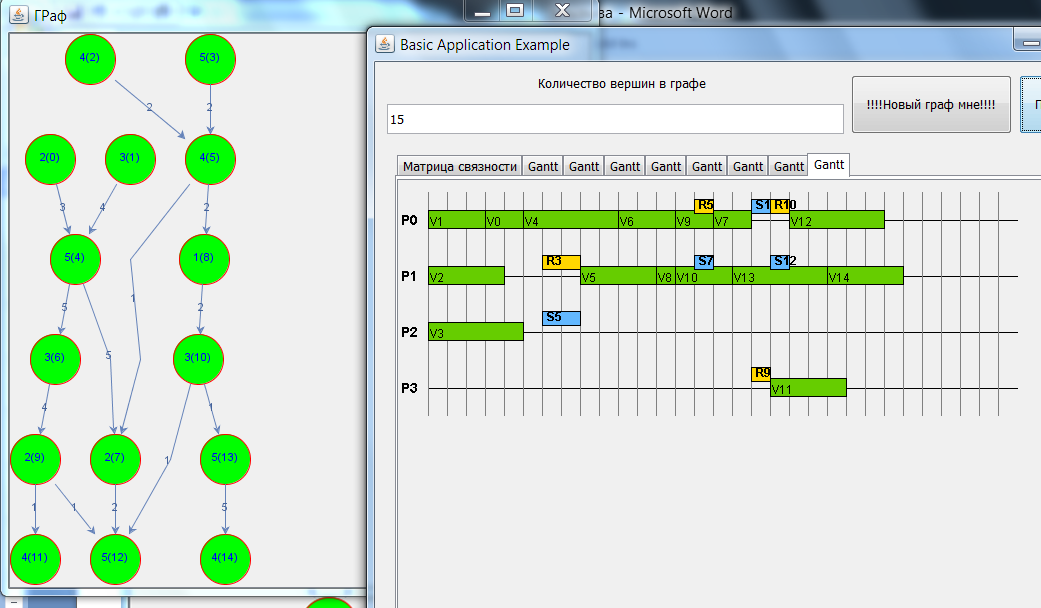 ГРаф
ва - Microsoft Word
Basic Application Example
Количество вершин в графе
15
!!!!Новый граф мне!!!!
П
Матрица связности Gantt Gantt Gantt Gantt Gantt Gantt Gantt Gantt
4(2) 5(3)
2 2
2(0) 3(1) 4(5)
3 4 2
5(4) 1(8)
5 1 2
3(6) 5 3(10)
4 1
2(9) 2(7) 1 5(13)
1 1 2 5
4(11) 5(12) 4(14)
R5 S1 R10
P0 V1 V0 V4 V6 V9 V7 V12
R3 S7 S12
P1 V2 V5 V8 V10 V13 V14
S5
P2 V3
R9
P3 V11